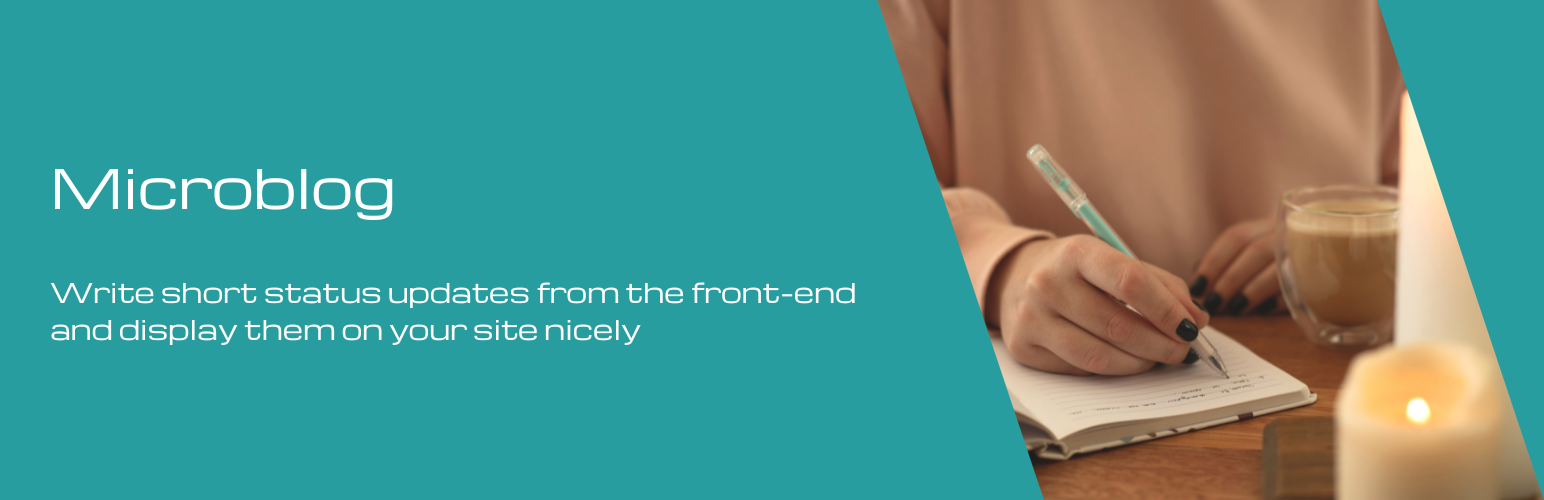 Microblog
Write short status updates from the front-end
and display them on your site nicely